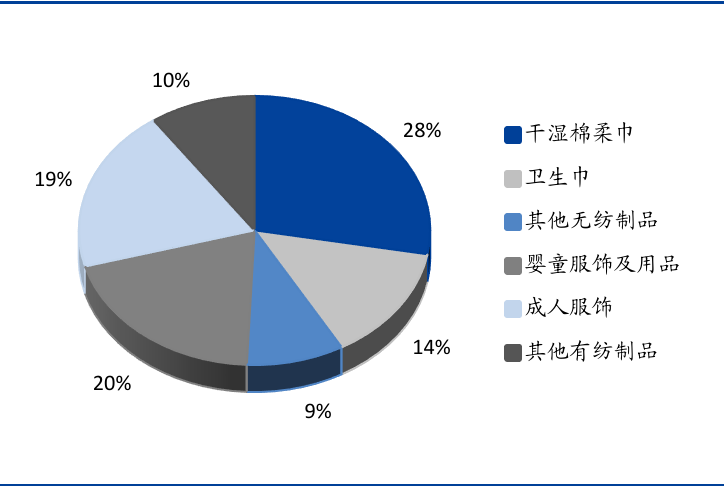 10%
28%
19%
14%
20%
9%
干湿棉柔巾
卫生巾
其他无纺制品
婴童服饰及用品
成人服饰
其他有纺制品